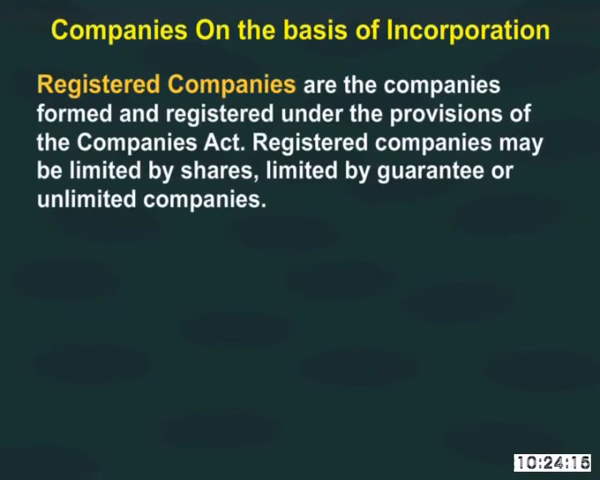 Companies On the basis of Incorporation
Registered Companies are the companies
formed and registered under the provisions of
the Companies Act. Registered companies may
be limited by shares, limited by guarantee or
unlimited companies.
10:24:15